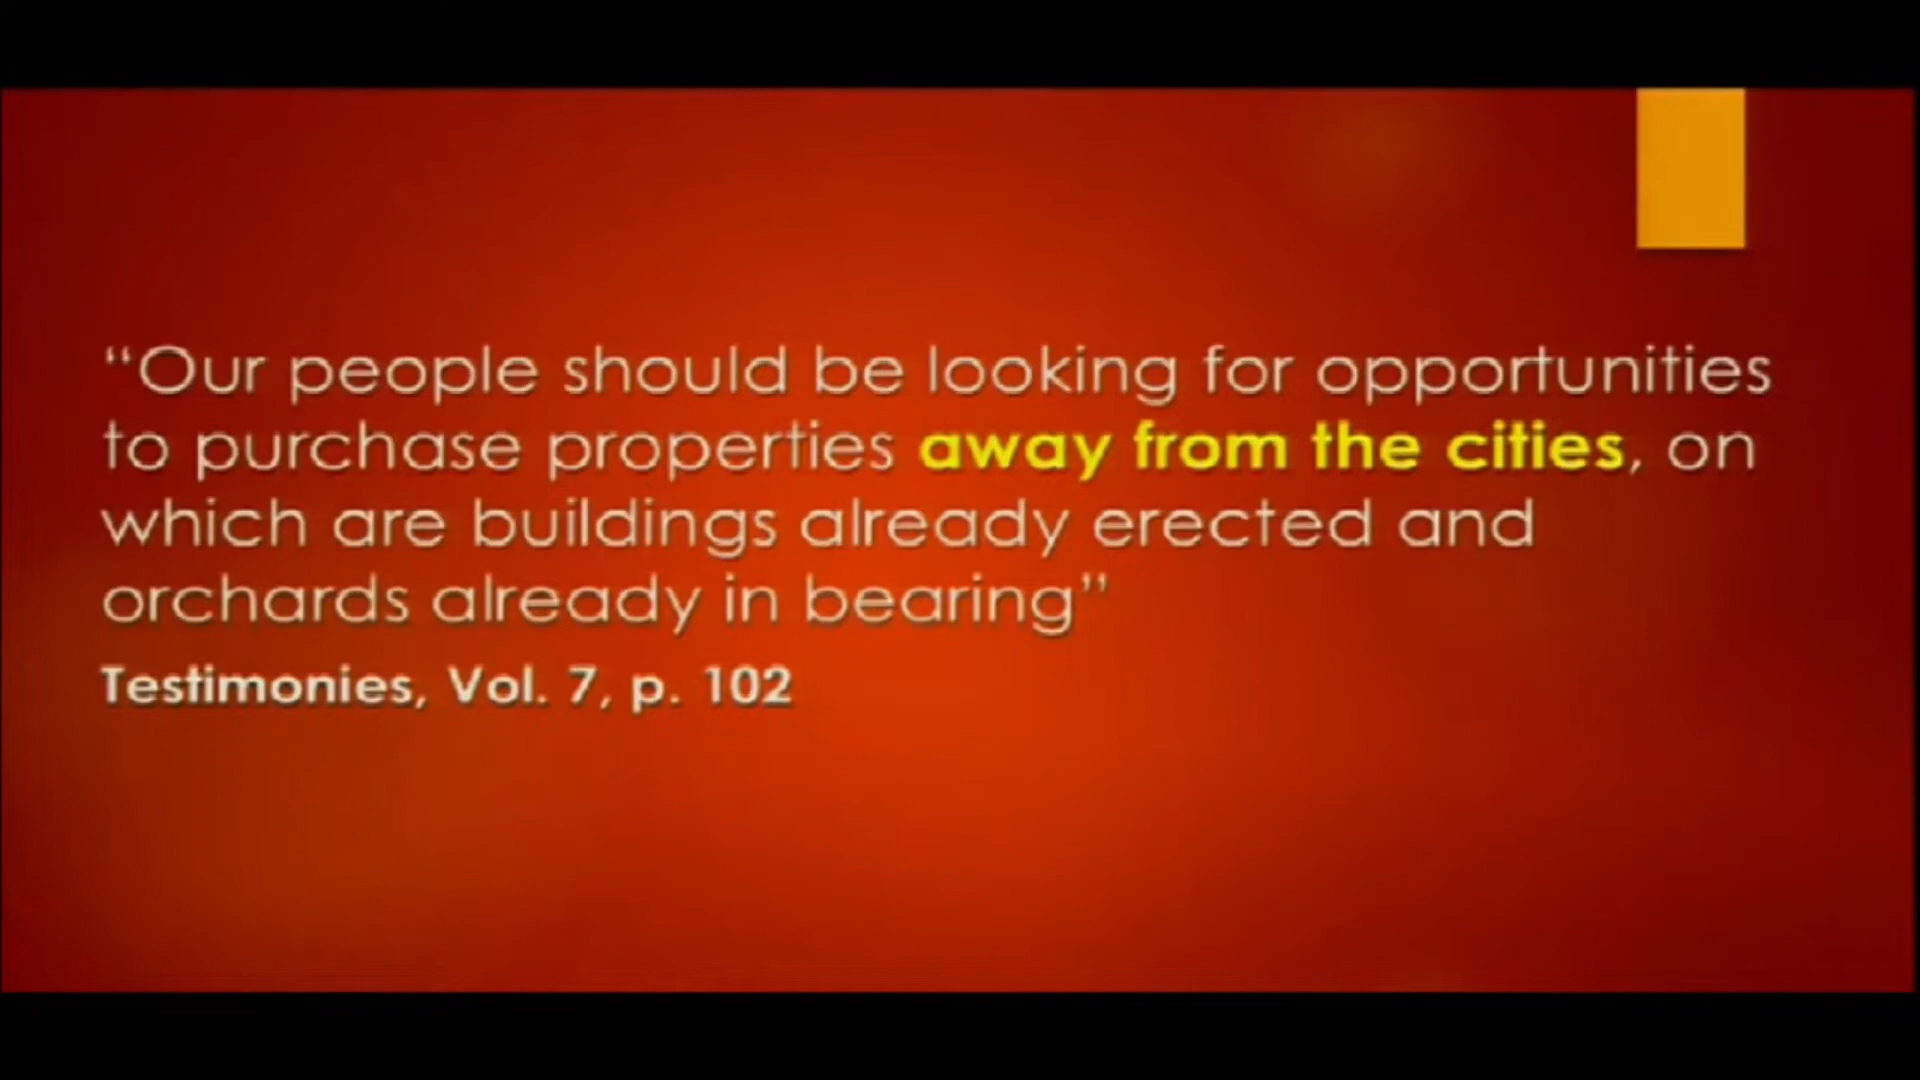 “Our people should be looking for opportunities
to purchase properties away from the cities, on
which are buildings already erected and
orchards already in bearing”
Testimonies, Vol. 7, p. 102